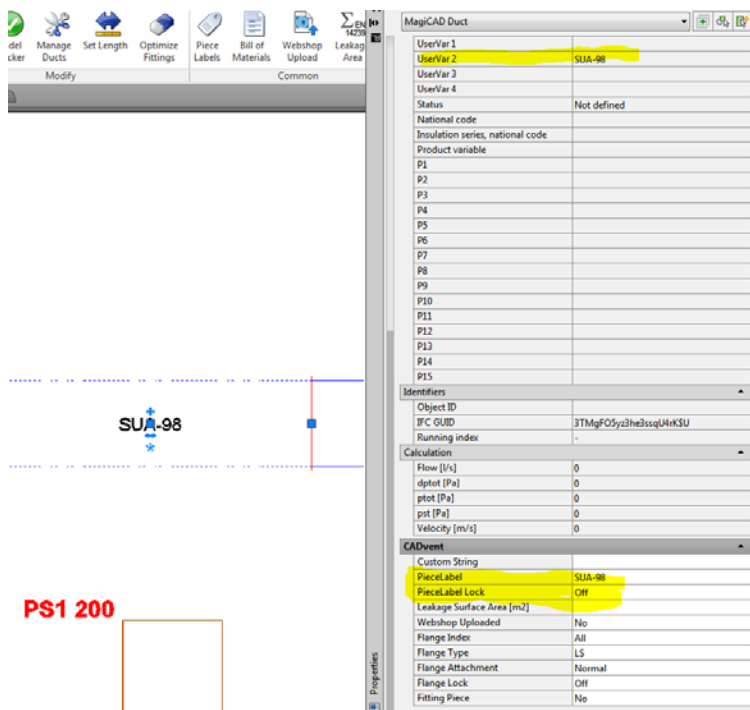 MagiCAD Duct
Manage Ducts
Set Length
Optimize Fittings
Piece Labels
Bill of Materials
Webshop Upload
EN 14239
Leakag Area
Modify
Common
SUA-98
PS1 200
UserVar 1
UserVar 2 SUA-98
UserVar 3
UserVar 4
Status Not defined
National code
Insulation series, national code
Product variable
P1
P2
P3
P4
P5
P6
P7
P8
P9
P10
P11
P12
P13
P14
P15
Identifiers
Object ID
IFC GUID 3TMgFO5yz3he3ssqU4rK$U
Running index -
Calculation
Flow [l/s] 0
dptot [Pa] 0
ptot [Pa] 0
pst [Pa] 0
Velocity [m/s] 0
CADvent
Custom String
PieceLabel SUA-98
PieceLabel Lock Off
Leakage Surface Area [m2]
Webshop Uploaded No
Flange Index All
Flange Type LS
Flange Attachment Normal
Flange Lock Off
Fitting Piece No
Properties